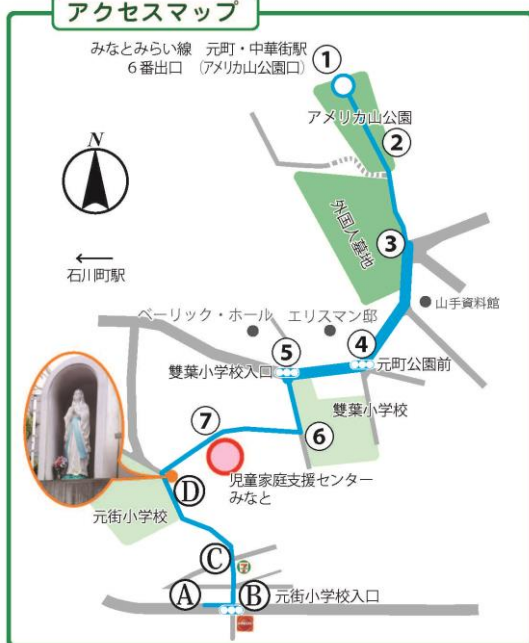 アクセスマップ
みなとみらい線 元町・中華街駅
6番出口 （アメリカ山公園口）
①
アメリカ山公園
②
N
外国人墓地
③
石川町駅
山手資料館
ベーリック・ホール
エリスマン邸
④
元町公園前
⑤
雙葉小学校入口
雙葉小学校
⑥
⑦
児童家庭支援センター
みなと
Ⓓ
元街小学校
Ⓒ
7
Ⓐ
Ⓑ
元街小学校入口